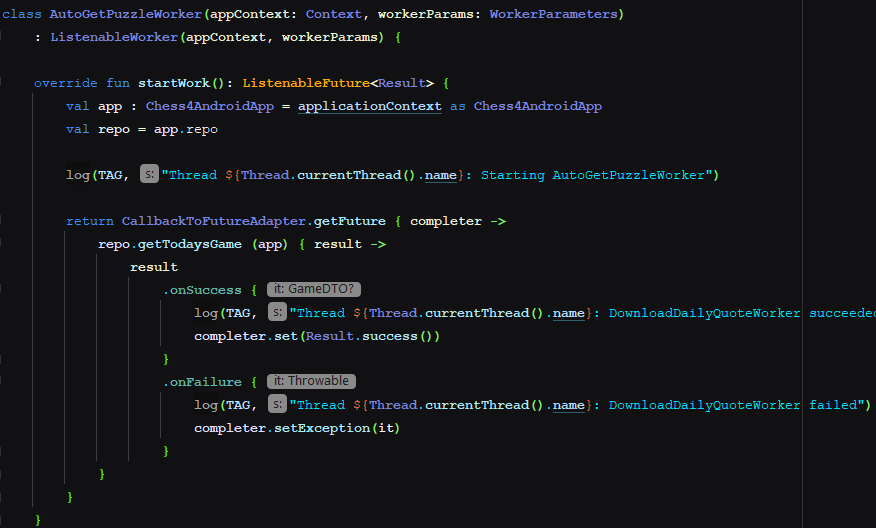 class AutoGetPuzzleWorker(appContext: Context, workerParams: WorkerParameters)
: ListenableWorker(appContext, workerParams) {
override fun startWork(): ListenableFuture<Result> {
val app : Chess4AndroidApp = applicationContext as Chess4AndroidApp
val repo = app.repo
log(TAG, s: "Thread ${Thread.currentThread().name}: Starting AutoGetPuzzleWorker")
return CallbackToFutureAdapter.getFuture { completer ->
repo.getTodaysGame (app) { result ->
result
.onSuccess { it: GameDTO?
log(TAG, s: "Thread ${Thread.currentThread().name}: DownloadDailyQuoteWorker succeeded
completer.set(Result.success())
}
.onFailure { it: Throwable
log(TAG, s: "Thread ${Thread.currentThread().name}: DownloadDailyQuoteWorker failed")
completer.setException(it)
}
}
}
}